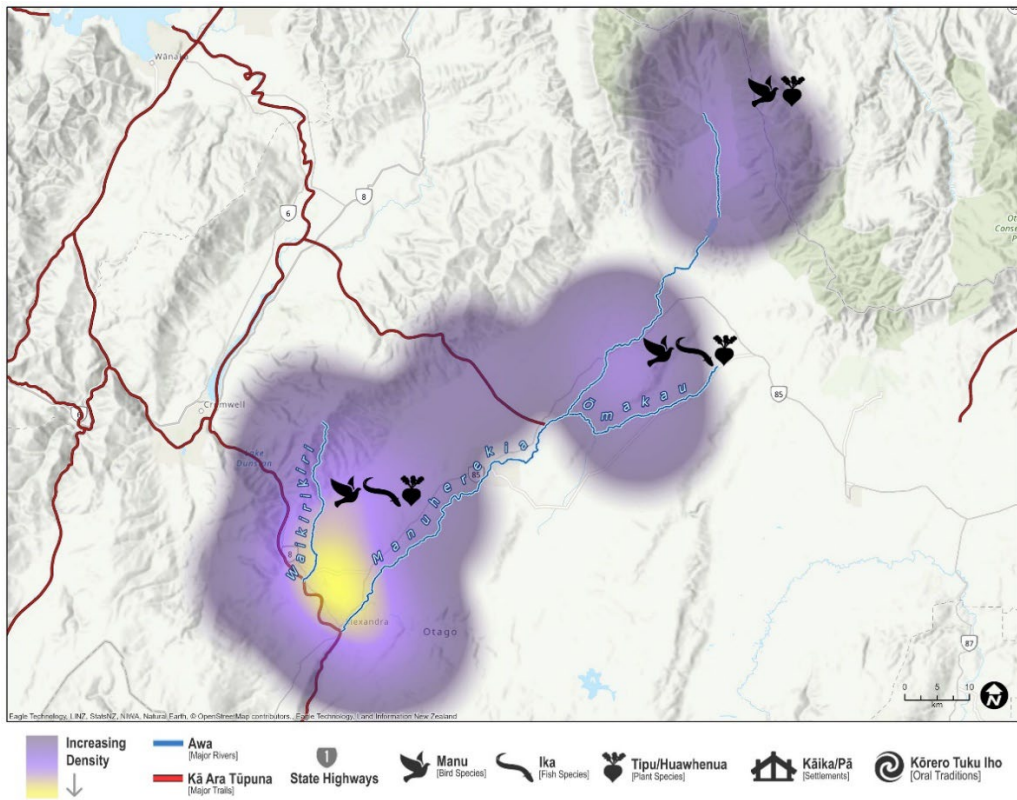 Wānaka
6
8
Cromwell
85
Ōmakau
Manuherekia
85
Waikirikiri
8
Alexandra
Otago
87
0 5 10
km
N
Eagle Technology, LINZ, StatsNZ, NIWA, Natural Earth, © OpenStreetMap contributors., Eagle Technology, Land Information New Zealand
Increasing
Density
Awa
[Major Rivers]
Kā Ara Tūpuna
[Major Trails]
1
State Highways
Manu
[Bird Species]
Ika
[Fish Species]
Tipu/Huawhenua
[Plant Species]
Kāika/Pā
[Settlements]
Kōrero Tuku Iho
[Oral Traditions]